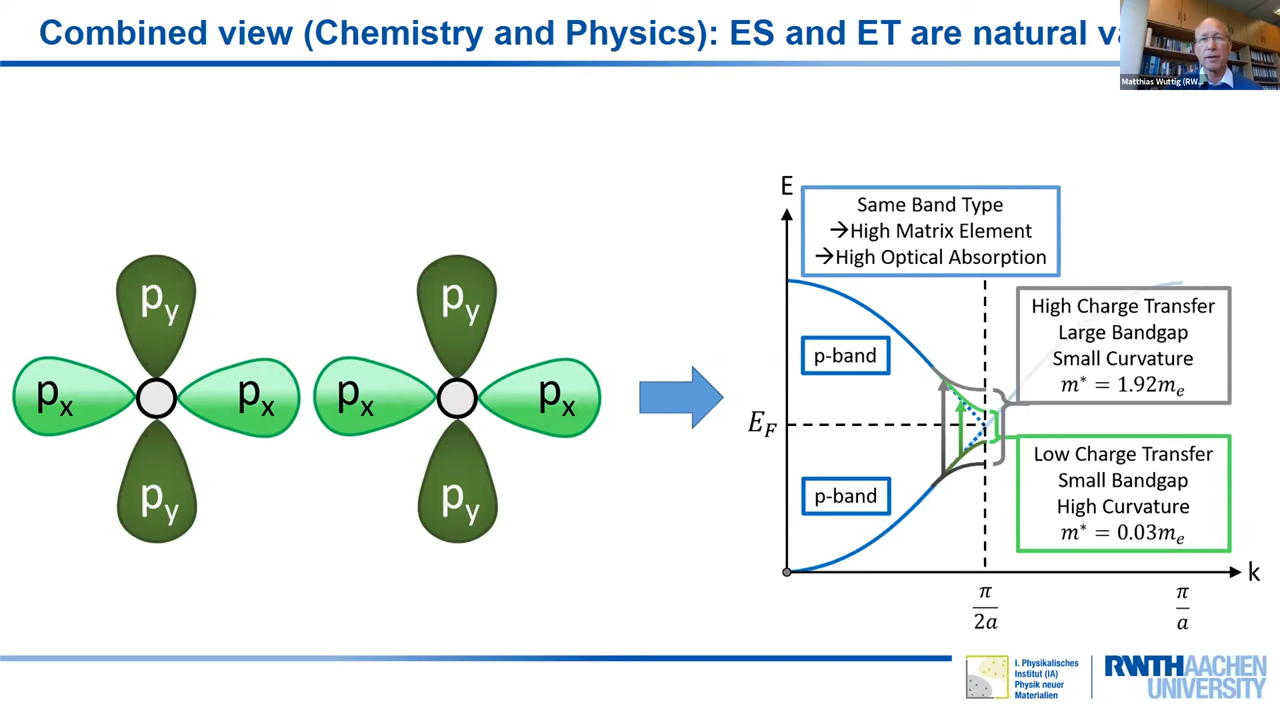 Combined view (Chemistry and Physics): ES and ET are natural
Matthias Wuttig (RW...
p_y
p_y
p_x
p_x
p_x
p_x
p_y
p_y
E
Same Band Type
→High Matrix Element
→High Optical Absorption
p-band
High Charge Transfer
Large Bandgap
Small Curvature
m* = 1.92m_e
E_F
p-band
Low Charge Transfer
Small Bandgap
High Curvature
m* = 0.03m_e
k
π/2a
π/a
I. Physikalisches
Institut (IA)
Physik neuer
Materialien
RWTHAACHEN
UNIVERSITY